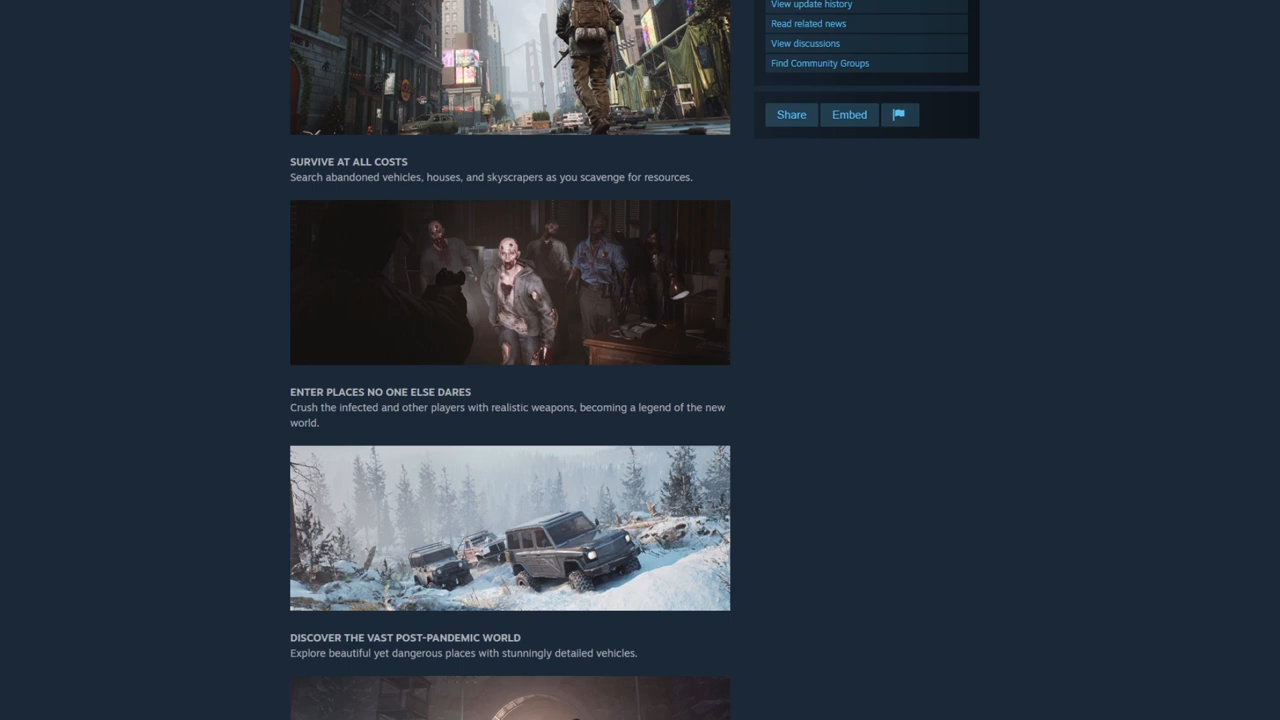 View update history
Read related news
View discussions
Find Community Groups
Share
Embed
SURVIVE AT ALL COSTS
Search abandoned vehicles, houses, and skyscrapers as you scavenge for resources.
ENTER PLACES NO ONE ELSE DARES
Crush the infected and other players with realistic weapons, becoming a legend of the new
world.
DISCOVER THE VAST POST-PANDEMIC WORLD
Explore beautiful yet dangerous places with stunningly detailed vehicles.